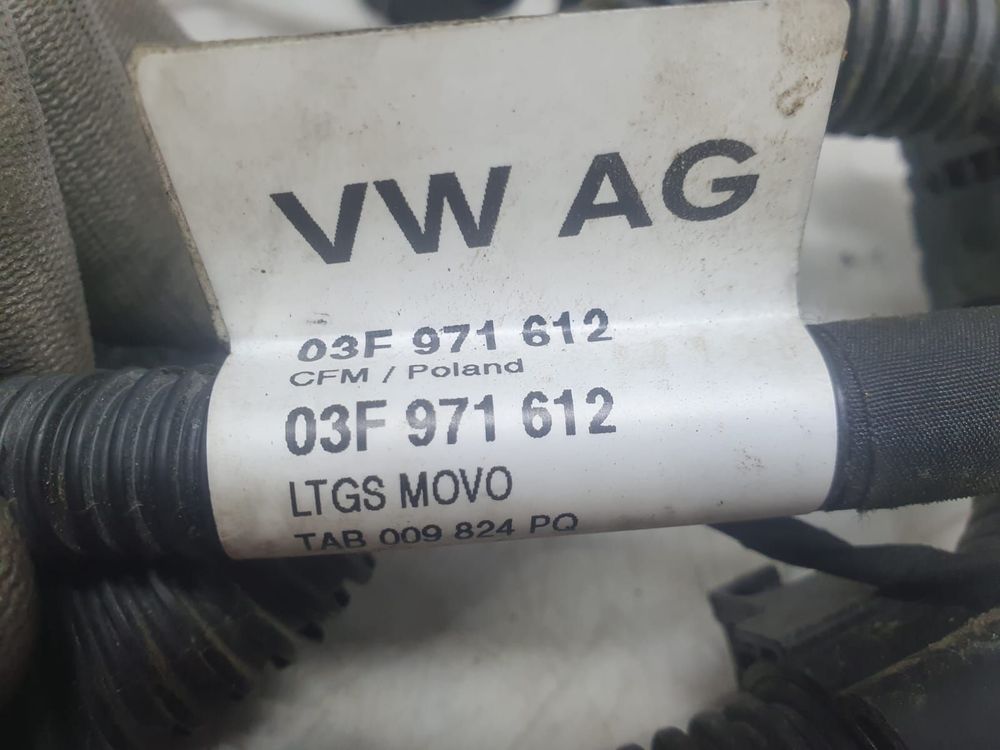 VW AG
03F 971 612
CFM / Poland
03F 971 612
LTGS MOVO
TAB 009 824 PQ